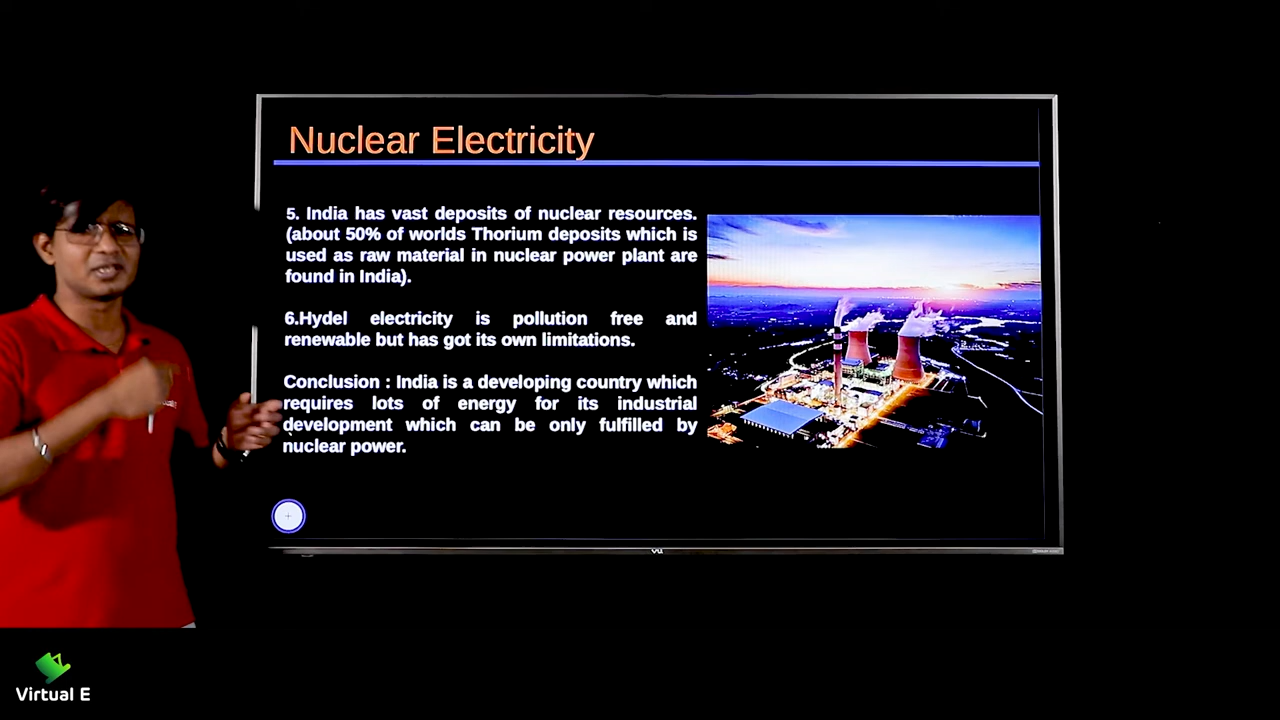 Nuclear Electricity
5. India has vast deposits of nuclear resources.
(about 50% of worlds Thorium deposits which is
used as raw material in nuclear power plant are
found in India).
6.Hydel electricity is pollution free and
renewable but has got its own limitations.
Conclusion : India is a developing country which
requires lots of energy for its industrial
development which can be only fulfilled by
nuclear power.
VU
Virtual E